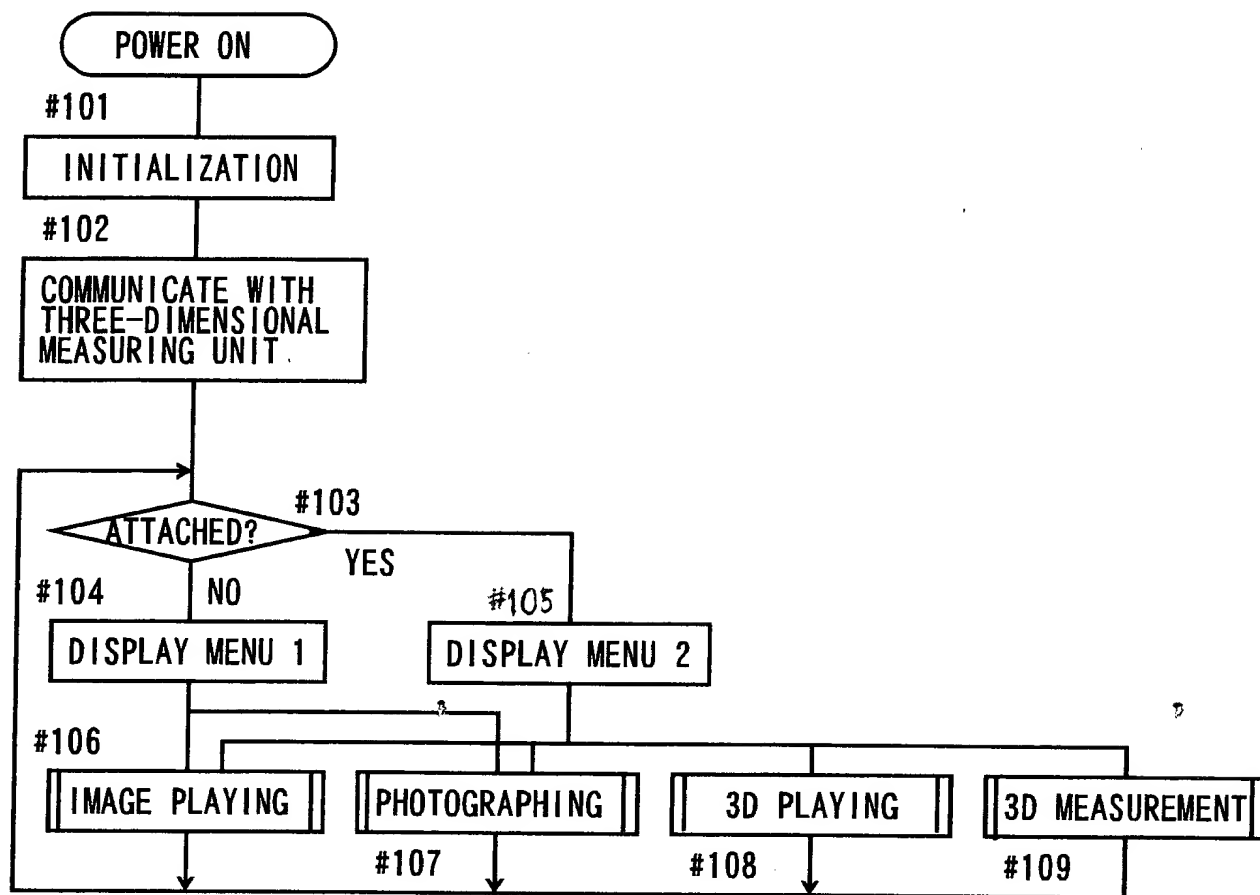 POWER ON
#101
INITIALIZATION
#102
COMMUNICATE WITH
THREE-DIMENSIONAL
MEASURING UNIT
#103
ATTACHED?
YES
NO
#104
#105
DISPLAY MENU 1
DISPLAY MENU 2
#106
IMAGE PLAYING
PHOTOGRAPHING
3D PLAYING
3D MEASUREMENT
#107
#108
#109